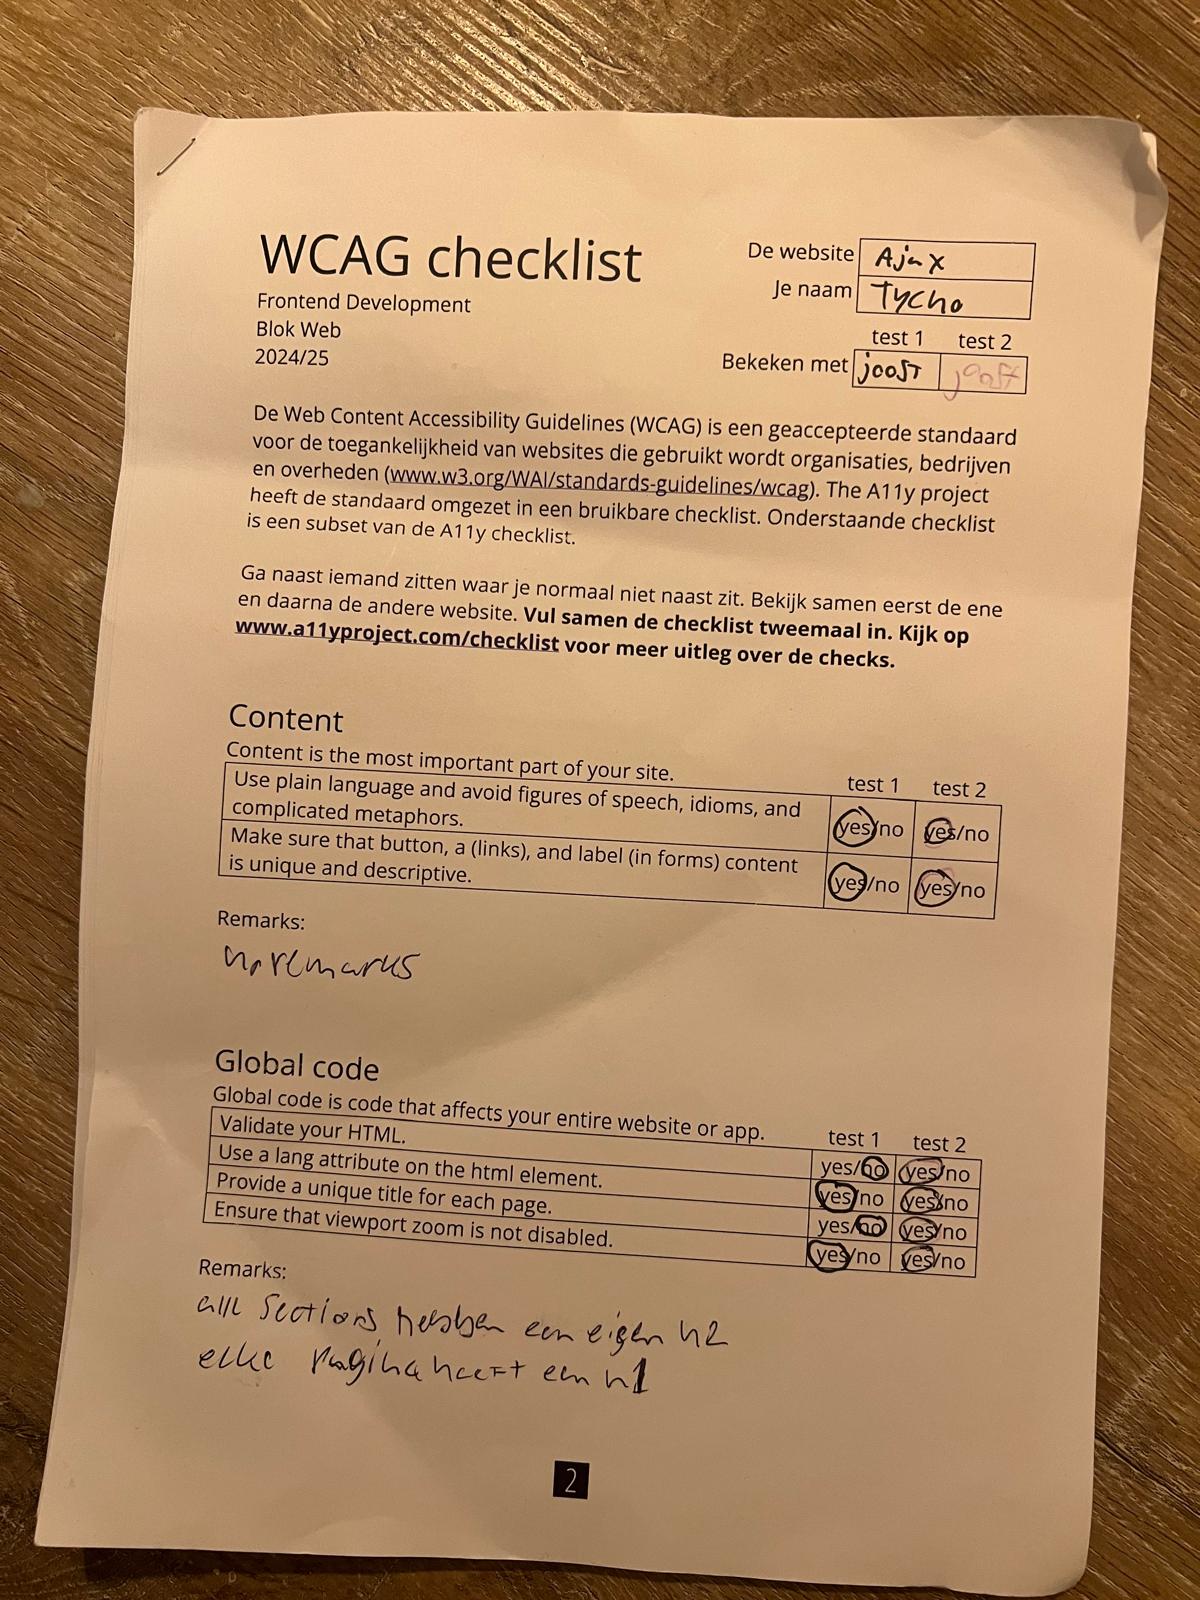 WCAG checklist
Frontend Development
Blok Web
2024/25
De website Ajax
Je naam Tycho
test 1 test 2
Bekeken met joost joost
De Web Content Accessibility Guidelines (WCAG) is een geaccepteerde standaard
voor de toegankelijkheid van websites die gebruikt wordt organisaties, bedrijven
en overheden (www.w3.org/WAI/standards-guidelines/wcag). The A11y project
heeft de standaard omgezet in een bruikbare checklist. Onderstaande checklist
is een subset van de A11y checklist.
Ga naast iemand zitten waar je normaal niet naast zit. Bekijk samen eerst de ene
en daarna de andere website. Vul samen de checklist tweemaal in. Kijk op
www.a11yproject.com/checklist voor meer uitleg over de checks.
Content
Content is the most important part of your site.
test 1 test 2
Use plain language and avoid figures of speech, idioms, and
complicated metaphors.
yes/no yes/no
Make sure that button, a (links), and label (in forms) content
is unique and descriptive.
yes/no yes/no
Remarks:
no remarks
Global code
Global code is code that affects your entire website or app.
test 1 test 2
Validate your HTML. yes/no yes/no
Use a lang attribute on the html element. yes/no yes/no
Provide a unique title for each page. yes/no yes/no
Ensure that viewport zoom is not disabled. yes/no yes/no
Remarks:
alle sections hebben een eigen h2
elke pagina heeft een h1
2